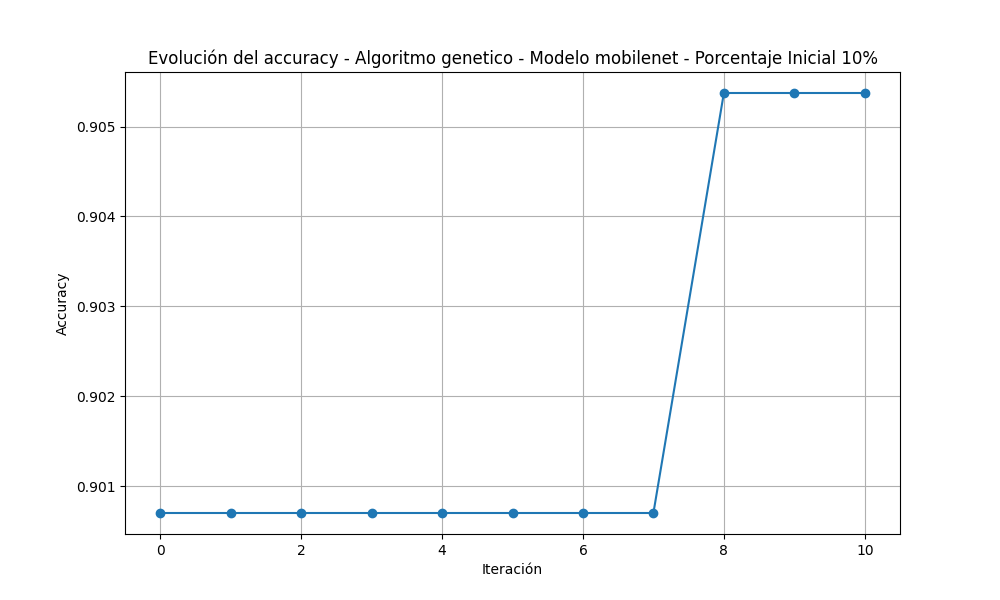 Evolución del accuracy - Algoritmo genetico - Modelo mobilenet - Porcentaje Inicial 10%
0.905
0.904
0.903
0.902
0.901
Accuracy
0 2 4 6 8 10
Iteración